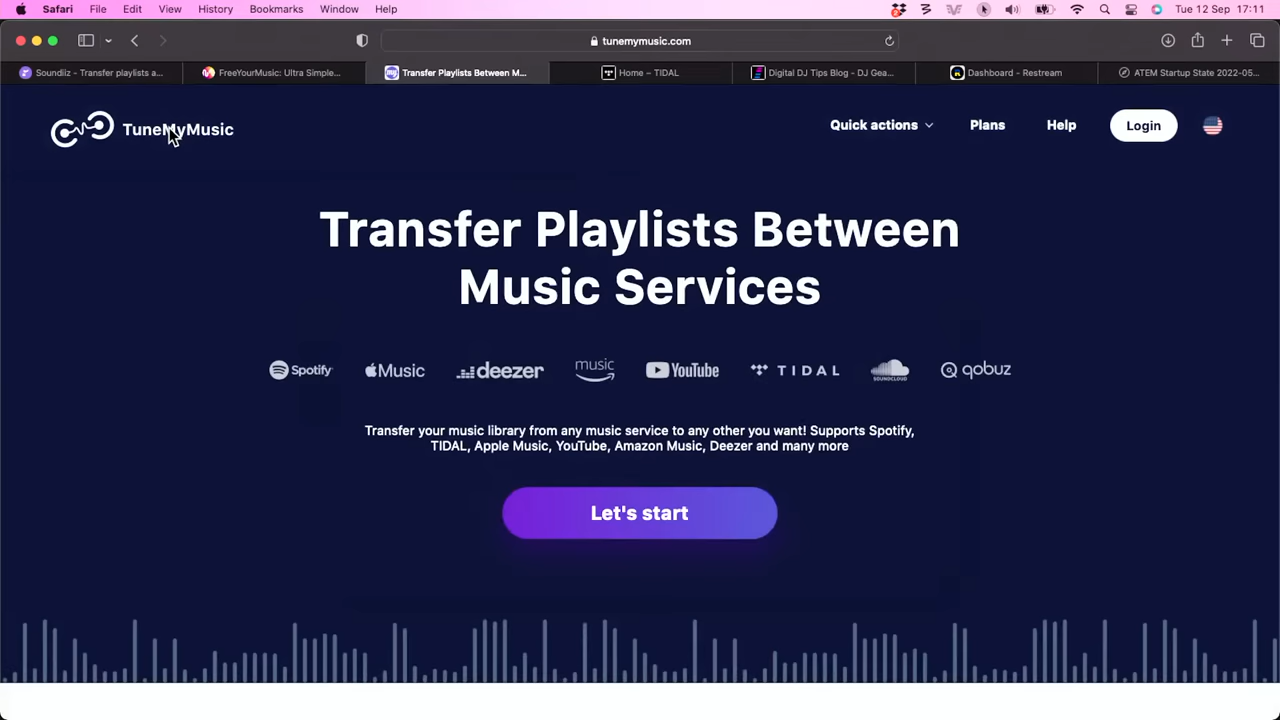 Safari File Edit View History Bookmarks Window Help Tue 12 Sep 17:11
tunemymusic.com
Soundiiz - Transfer playlists a... FreeYourMusic: Ultra Simple... Transfer Playlists Between M... Home – TIDAL Digital DJ Tips Blog - DJ Gea... Dashboard - Restream ATEM Startup State 2022-05...
TuneMyMusic Quick actions Plans Help Login
Transfer Playlists Between
Music Services
Spotify Music deezer music YouTube TIDAL SOUNDCLOUD qobuz
Transfer your music library from any music service to any other you want! Supports Spotify,
TIDAL, Apple Music, YouTube, Amazon Music, Deezer and many more
Let's start